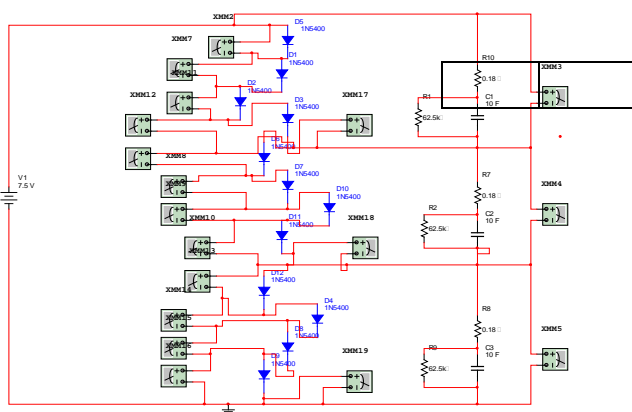 XMM2
D5
1N5400
XMM7
D1
1N5400
XMM11
D2
1N5400
XMM12
D3
1N5400
XMM17
R10
0.18
XMM3
R1
62.5k
C1
10 F
XMM8
1N5400
D7
1N5400
D10
1N5400
XMM10
D11
1N5400
XMM18
V1
7.5 V
R7
0.18
R2
62.5k
C2
10 F
XMM4
XMM13
D12
1N5400
XMM14
D4
1N5400
XMM15
D8
1N5400
XMM16
D9
1N5400
XMM19
R8
0.18
R9
62.5k
C3
10 F
XMM5